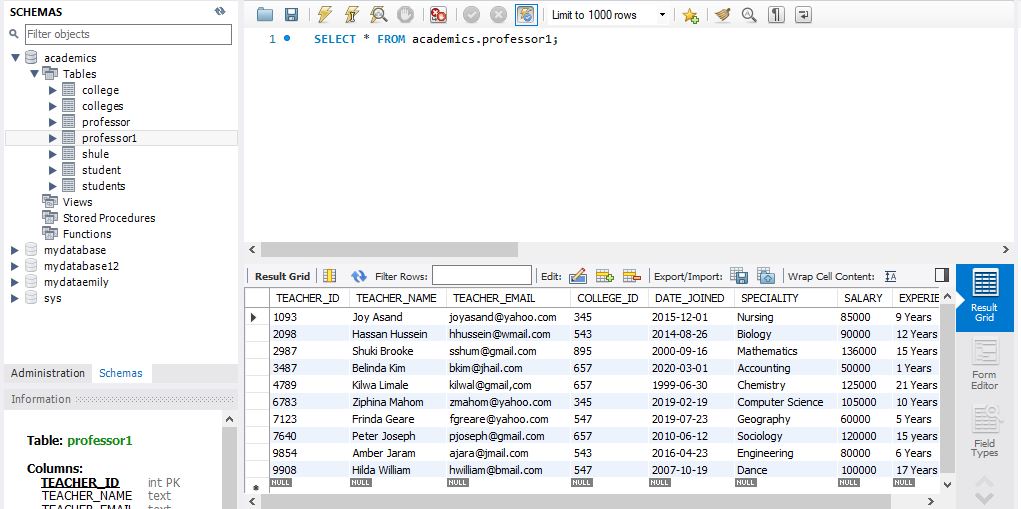 SCHEMAS
Filter objects
academics
Tables
college
colleges
professor
professor1
shule
student
students
Views
Stored Procedures
Functions
mydatabase
mydatabase12
mydataemily
sys
Administration Schemas
Information
Table: professor1
Columns:
TEACHER_ID int PK
TEACHER_NAME text
TEACHER_EMAIL text
Limit to 1000 rows
1 SELECT * FROM academics.professor1;
Result Grid Filter Rows: Edit: Export/Import: Wrap Cell Content:
TEACHER_ID TEACHER_NAME TEACHER_EMAIL COLLEGE_ID DATE_JOINED SPECIALITY SALARY EXPERIE
1093 Joy Asand joyasand@yahoo.com 345 2015-12-01 Nursing 85000 9 Years
2098 Hassan Hussein hhussein@wmail.com 543 2014-08-26 Biology 90000 12 Years
2987 Shuki Brooke sshum@gmail.com 895 2000-09-16 Mathematics 136000 15 Years
3487 Belinda Kim bkim@jhail.com 657 2020-03-01 Accounting 50000 1 Years
4789 Kilwa Limale kilwal@gmail,com 657 1999-06-30 Chemistry 125000 21 Years
6783 Ziphina Mahom zmahom@yahoo.com 345 2019-02-19 Computer Science 105000 10 Years
7123 Frinda Geare fgreare@yahoo.com 547 2019-07-23 Geography 60000 5 Years
7640 Peter Joseph pjoseph@gmail.com 657 2010-06-12 Sociology 120000 15 years
9854 Amber Jaram ajara@jmail.com 543 2016-04-23 Engineering 80000 6 Years
9908 Hilda William hwilliam@bmail.com 547 2007-10-19 Dance 100000 17 Years
NULL NULL NULL NULL NULL NULL NULL NULL
Result
Grid
Form
Editor
Field
Types